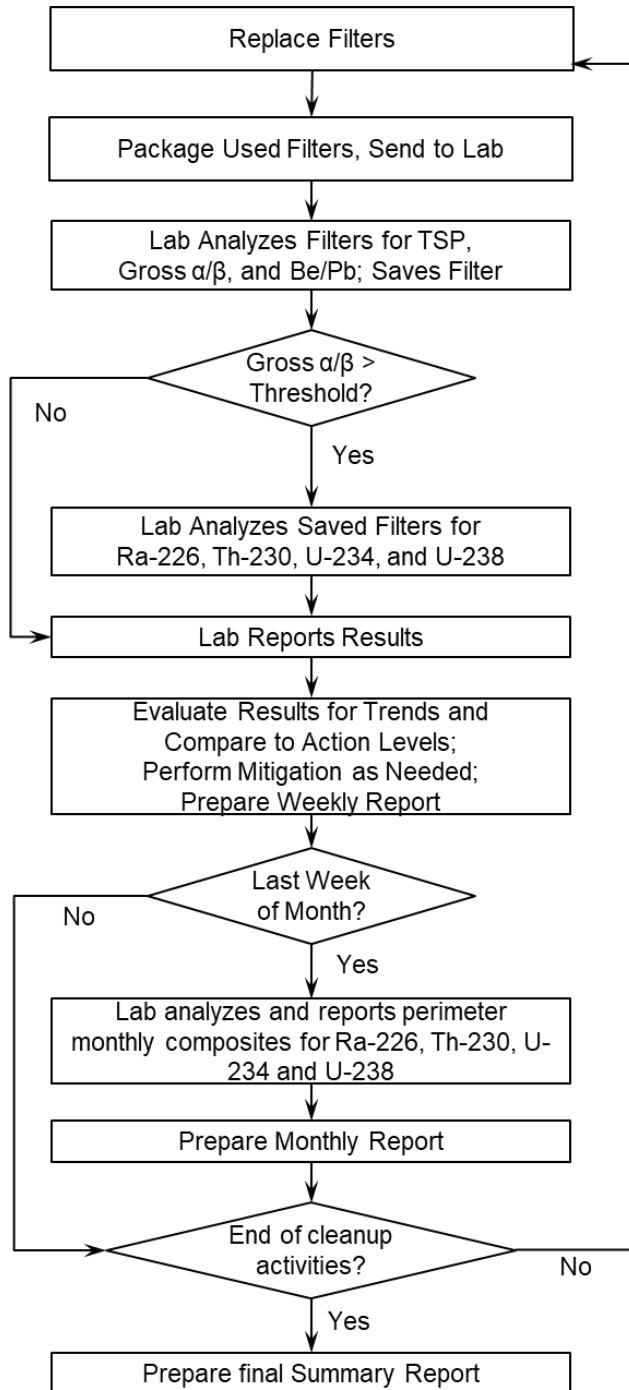 Replace Filters
Package Used Filters, Send to Lab
Lab Analyzes Filters for TSP,
Gross α/β, and Be/Pb; Saves Filter
Gross α/β >
Threshold?
No
Yes
Lab Analyzes Saved Filters for
Ra-226, Th-230, U-234, and U-238
Lab Reports Results
Evaluate Results for Trends and
Compare to Action Levels;
Perform Mitigation as Needed;
Prepare Weekly Report
Last Week
of Month?
No
Yes
Lab analyzes and reports perimeter
monthly composites for Ra-226, Th-230, U-
234 and U-238
Prepare Monthly Report
End of cleanup
activities?
No
Yes
Prepare final Summary Report